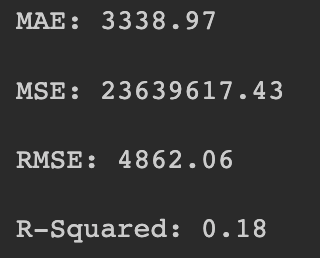 MAE: 3338.97
MSE: 23639617.43
RMSE: 4862.06
R-Squared: 0.18